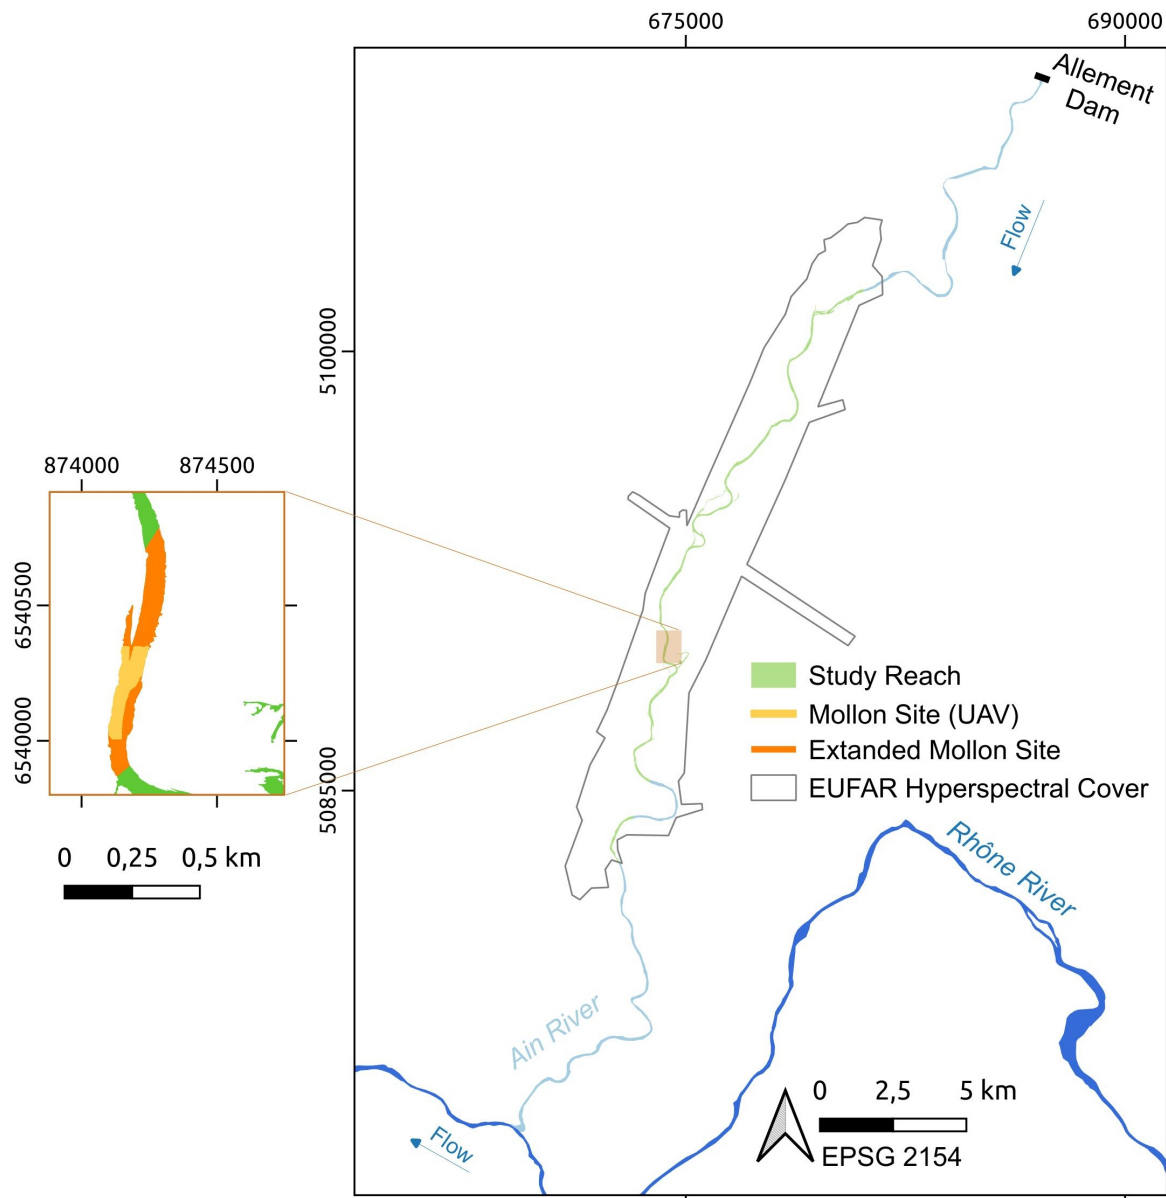 675000
690000
Allement
Dam
Flow
5100000
874000
874500
6540500
6540000
5085000
Study Reach
Mollon Site (UAV)
Extanded Mollon Site
EUFAR Hyperspectral Cover
0
0,25
0,5 km
Rhône River
Ain River
Flow
0
2,5
5 km
EPSG 2154